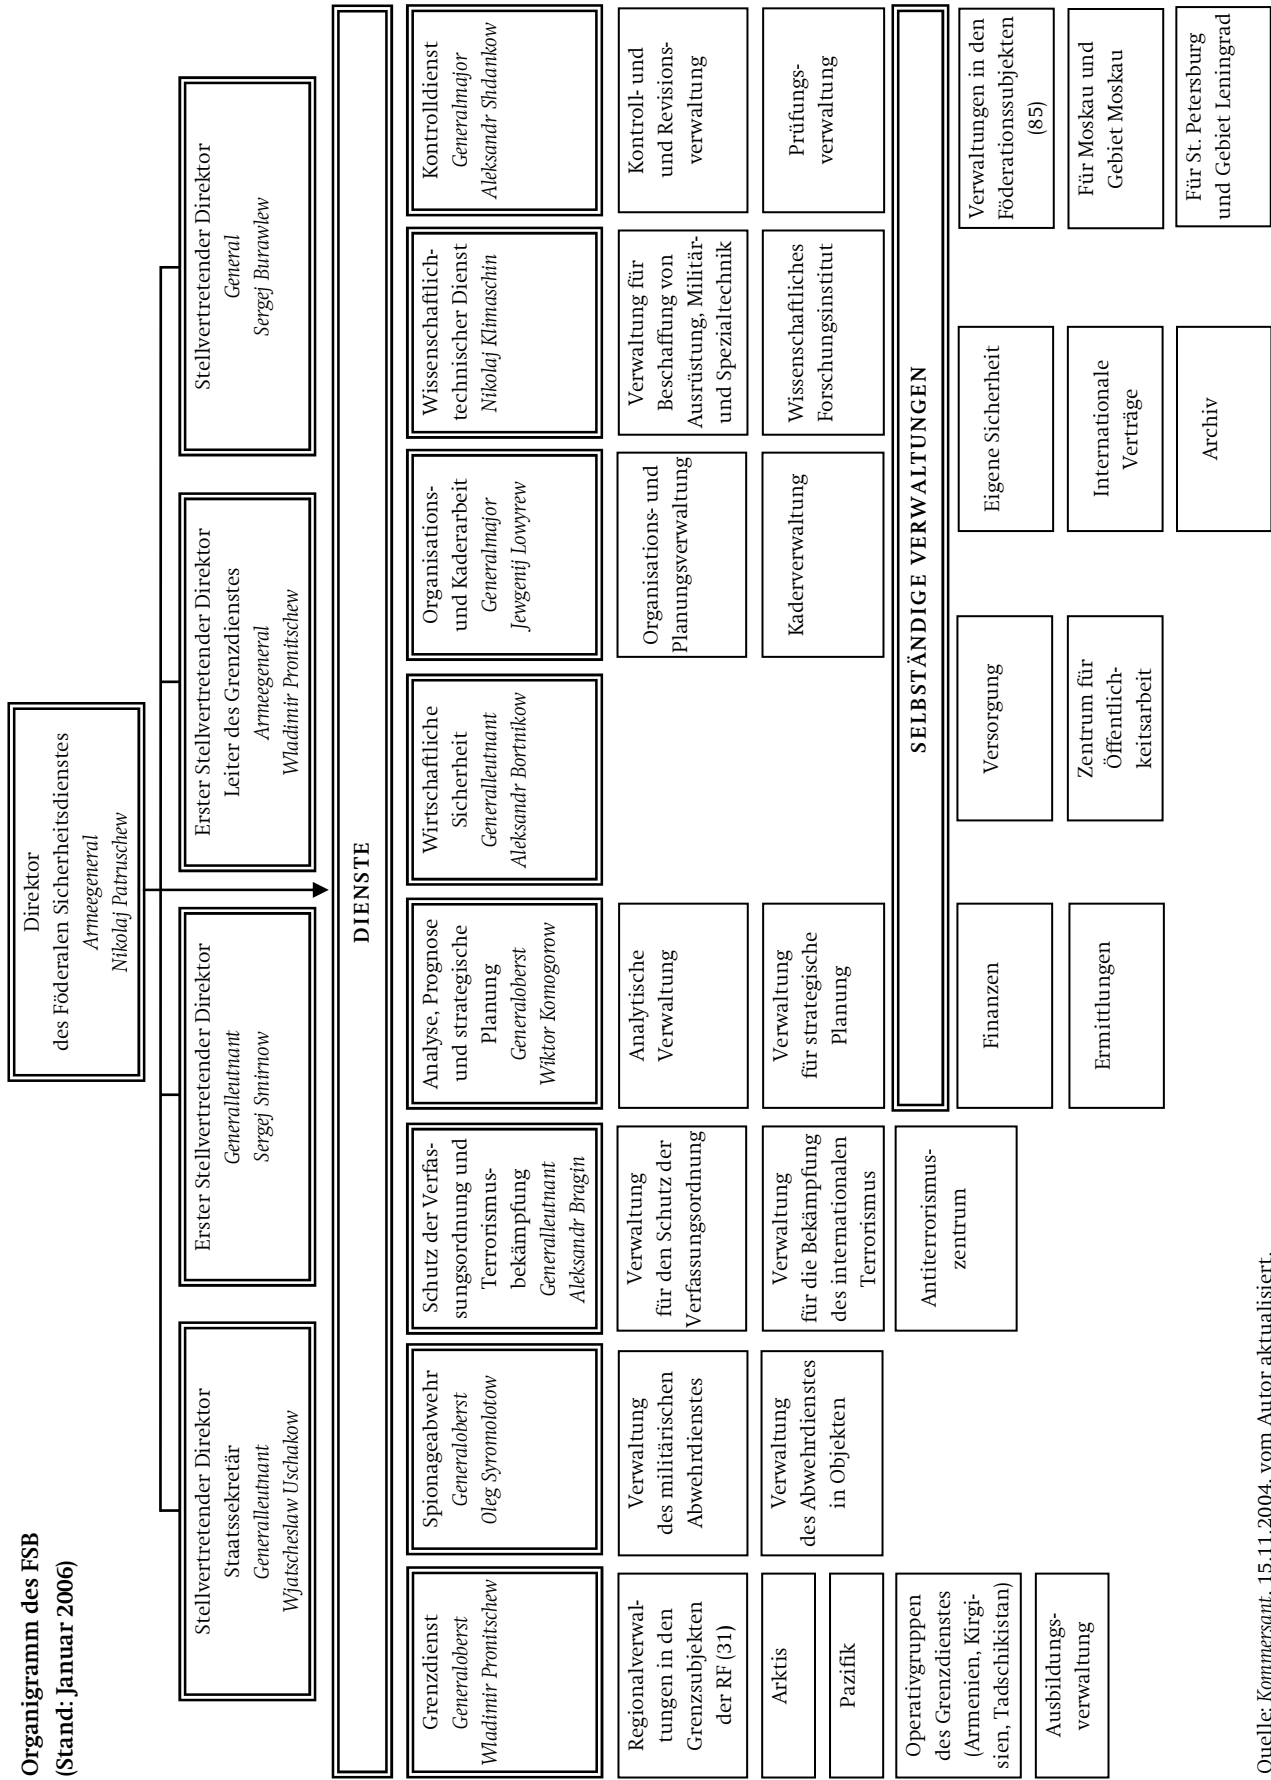 Organigramm des FSB
(Stand: Januar 2006)
Direktor
des Föderalen Sicherheitsdienstes
Armeegeneral
Nikolaj Patruschew
Stellvertretender Direktor
Staatssekretär
Generalleutnant
Wjatscheslaw Uschakow
Erster Stellvertretender Direktor
Generalleutnant
Sergej Smirnow
Erster Stellvertretender Direktor
Leiter des Grenzdienstes
Armeegeneral
Wladimir Pronitschew
Stellvertretender Direktor
General
Sergej Burawlew
DIENSTE
Grenzdienst
Generaloberst
Wladimir Pronitschew
Regionalverwal-
tungen in den
Grenzsubjekten
der RF (31)
Arktis
Pazifik
Operativgruppen
des Grenzdienstes
(Armenien, Kirgi-
sien, Tadschikistan)
Ausbildungs-
verwaltung
Spionageabwehr
Generaloberst
Oleg Syromolotow
Verwaltung
des militärischen
Abwehrdienstes
Verwaltung
des Abwehrdienstes
in Objekten
Schutz der Verfas-
sungsordnung und
Terrorismus-
bekämpfung
Generalleutnant
Aleksandr Bragin
Verwaltung
für den Schutz der
Verfassungsordnung
Verwaltung
für die Bekämpfung
des internationalen
Terrorismus
Antiterrorismus-
zentrum
Analyse, Prognose
und strategische
Planung
Generaloberst
Wiktor Komogorow
Analytische
Verwaltung
Verwaltung
für strategische
Planung
Wirtschaftliche
Sicherheit
Generalleutnant
Aleksandr Bortnikow
Organisations-
und Kaderarbeit
Generalmajor
Jewgenij Lowyrew
Organisations- und
Planungsverwaltung
Kaderverwaltung
Wissenschaftlich-
technischer Dienst
Nikolaj Klimaschin
Verwaltung für
Beschaffung von
Ausrüstung, Militär-
und Spezialtechnik
Wissenschaftliches
Forschungsinstitut
Kontrolldienst
Generalmajor
Aleksandr Shdankow
Kontroll- und
und Revisions-
verwaltung
Prüfungs-
verwaltung
SELBSTÄNDIGE VERWALTUNGEN
Finanzen
Ermittlungen
Versorgung
Zentrum für
Öffentlich-
keitsarbeit
Eigene Sicherheit
Internationale
Verträge
Archiv
Verwaltungen in den
Föderationssubjekten
(85)
Für Moskau und
Gebiet Moskau
Für St. Petersburg
und Gebiet Leningrad
Quelle: Kommersant, 15.11.2004, vom Autor aktualisiert.